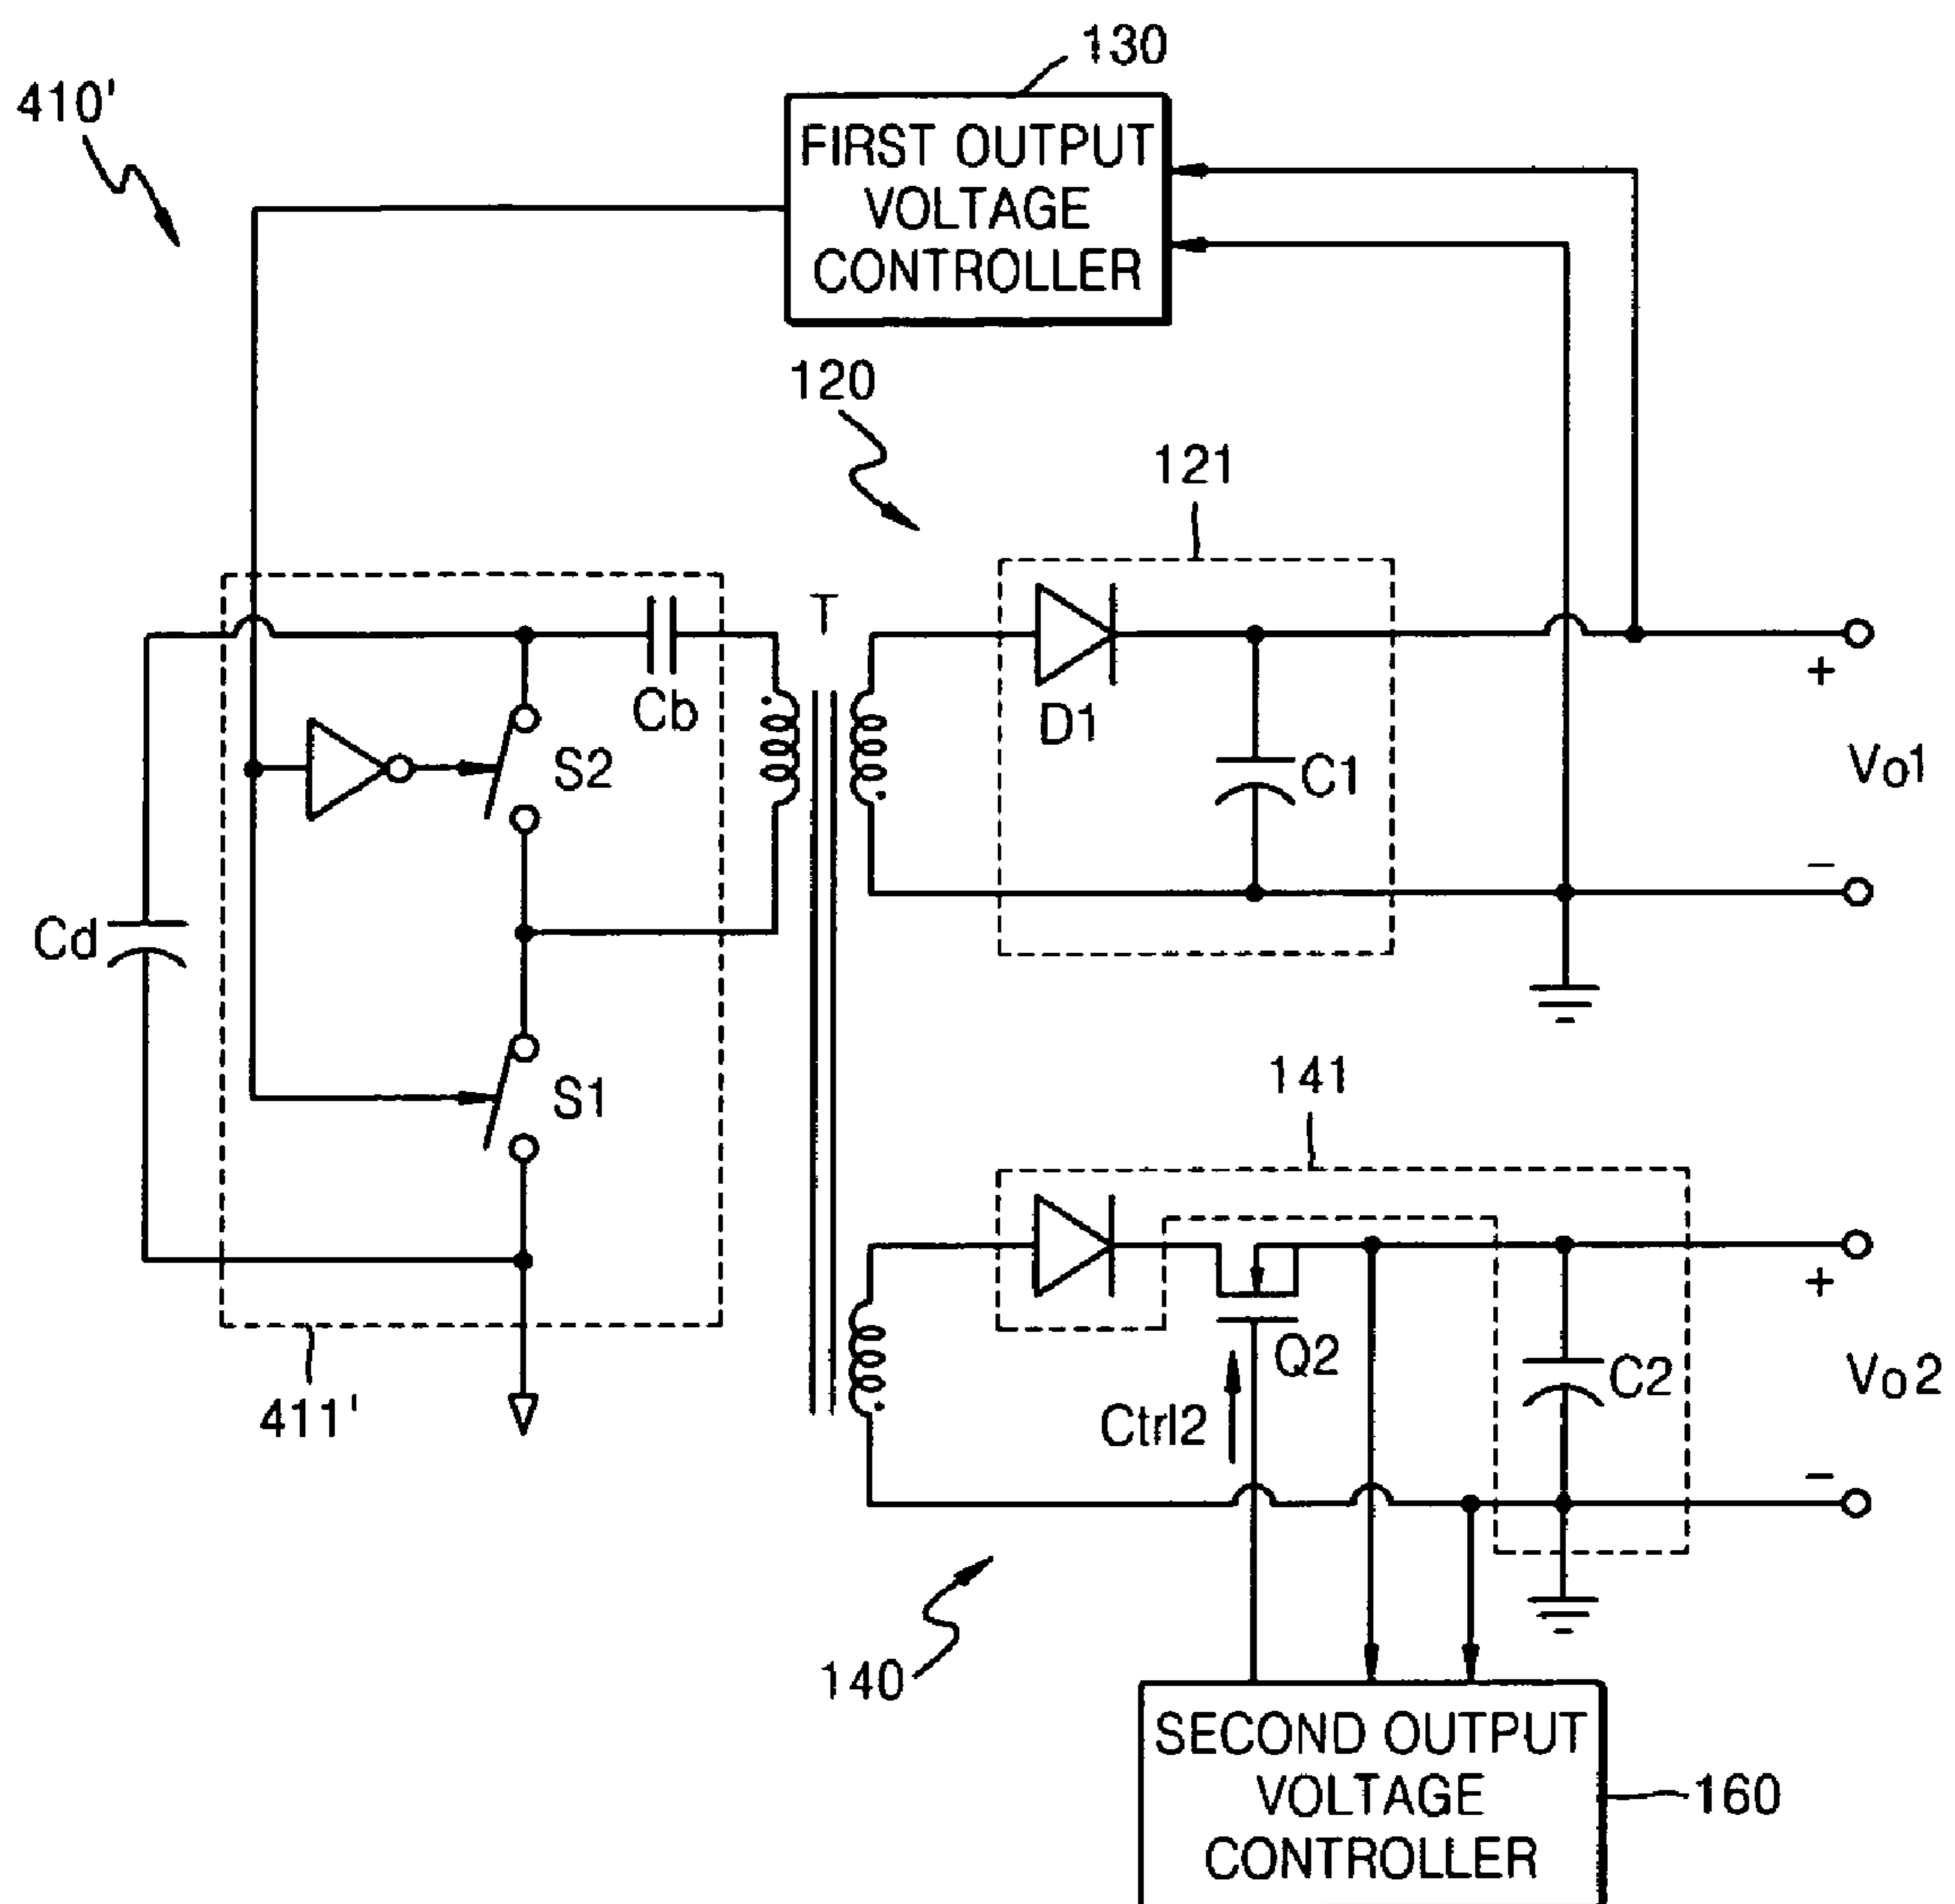 130
410'
FIRST OUTPUT
VOLTAGE
CONTROLLER
120
121
T
Cb
D1
+
S2
C1
Vo1
Cd
−
S1
141
+
Q2
C2
Vo2
411'
Ctrl2
−
140
SECOND OUTPUT
VOLTAGE
160
CONTROLLER